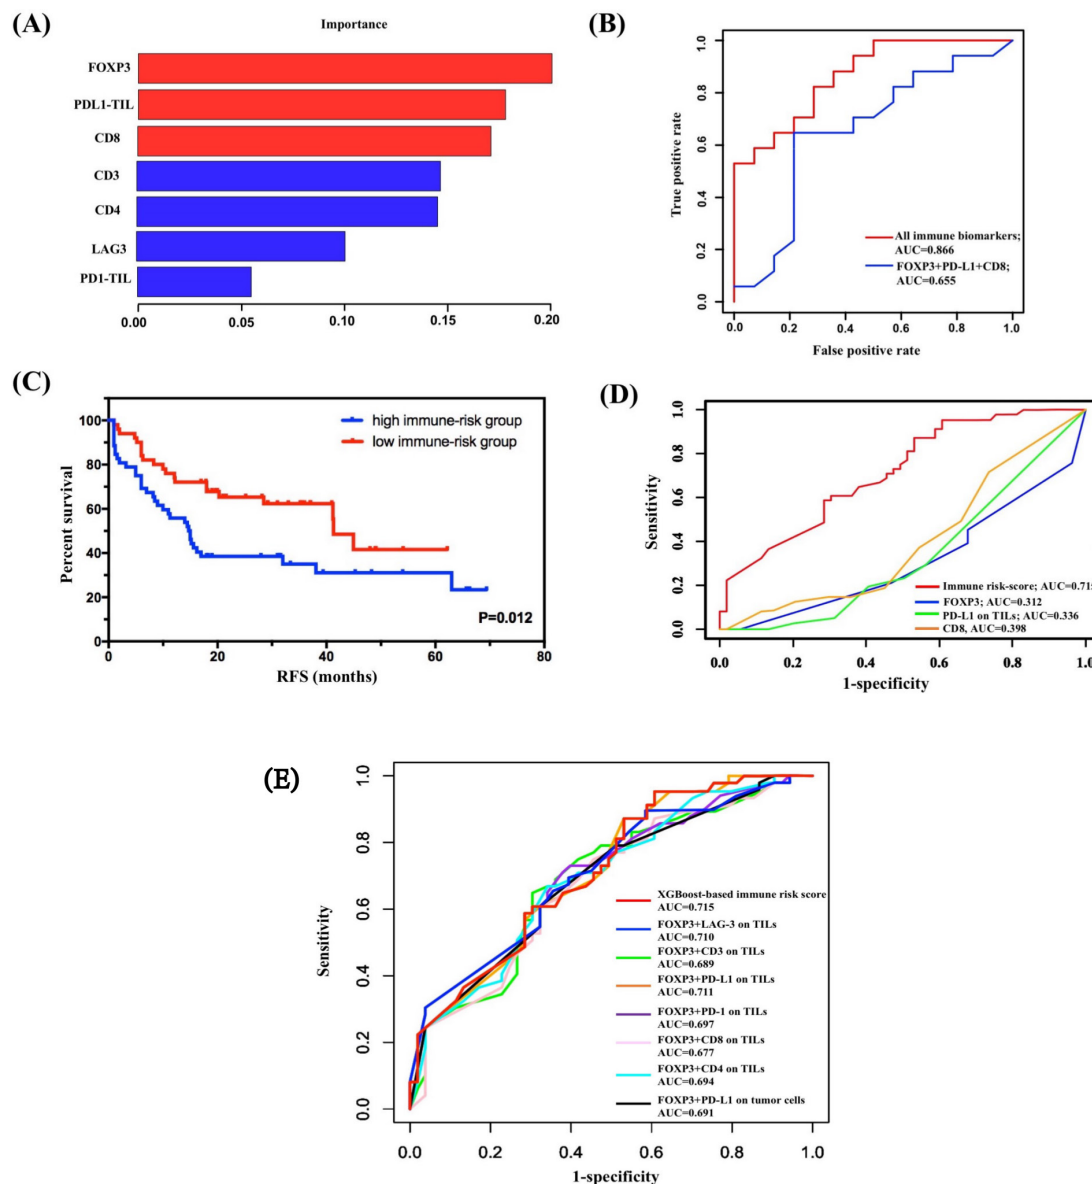 (A)
Importance
FOXP3
PDL1-TIL
CD8
CD3
CD4
LAG3
PD1-TIL
0.00 0.05 0.10 0.15 0.20
(B)
True positive rate
1.0
0.8
0.6
0.4
0.2
0.0
All immune biomarkers;
AUC=0.866
FOXP3+PD-L1+CD8;
AUC=0.655
0.0 0.2 0.4 0.6 0.8 1.0
False positive rate
(C)
Percent survival
100
80
60
40
20
0
high immune-risk group
low immune-risk group
P=0.012
0 20 40 60 80
RFS (months)
(D)
Sensitivity
1.0
0.8
0.6
0.4
0.2
0.0
Immune risk-score; AUC=0.715
FOXP3; AUC=0.312
PD-L1 on TILs; AUC=0.336
CD8, AUC=0.398
0.0 0.2 0.4 0.6 0.8 1.0
1-specificity
(E)
Sensitivity
1.0
0.8
0.6
0.4
0.2
0.0
XGBoost-based immune risk score
AUC=0.715
FOXP3+LAG-3 on TILs
AUC=0.710
FOXP3+CD3 on TILs
AUC=0.689
FOXP3+PD-L1 on TILs
AUC=0.711
FOXP3+PD-1 on TILs
AUC=0.697
FOXP3+CD8 on TILs
AUC=0.677
FOXP3+CD4 on TILs
AUC=0.694
FOXP3+PD-L1 on tumor cells
AUC=0.691
0.0 0.2 0.4 0.6 0.8 1.0
1-specificity